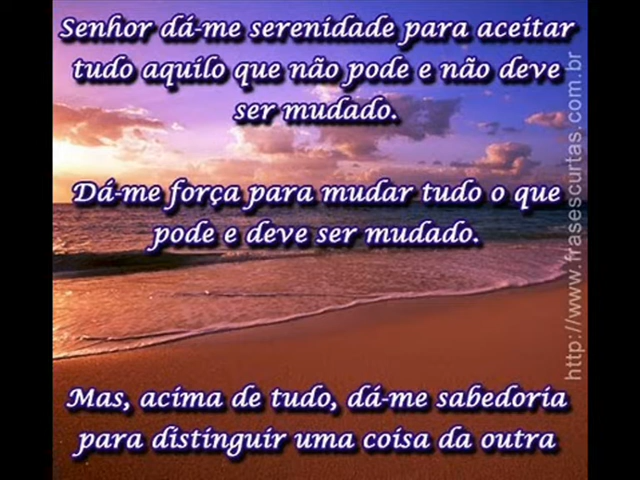 Senhor dá-me serenidade para aceitar
tudo aquilo que não pode e não deve
ser mudado.
Dá-me força para mudar tudo o que
pode e deve ser mudado.
Mas, acima de tudo, dá-me sabedoria
para distinguir uma coisa da outra
http://www.frasescurtas.com.br